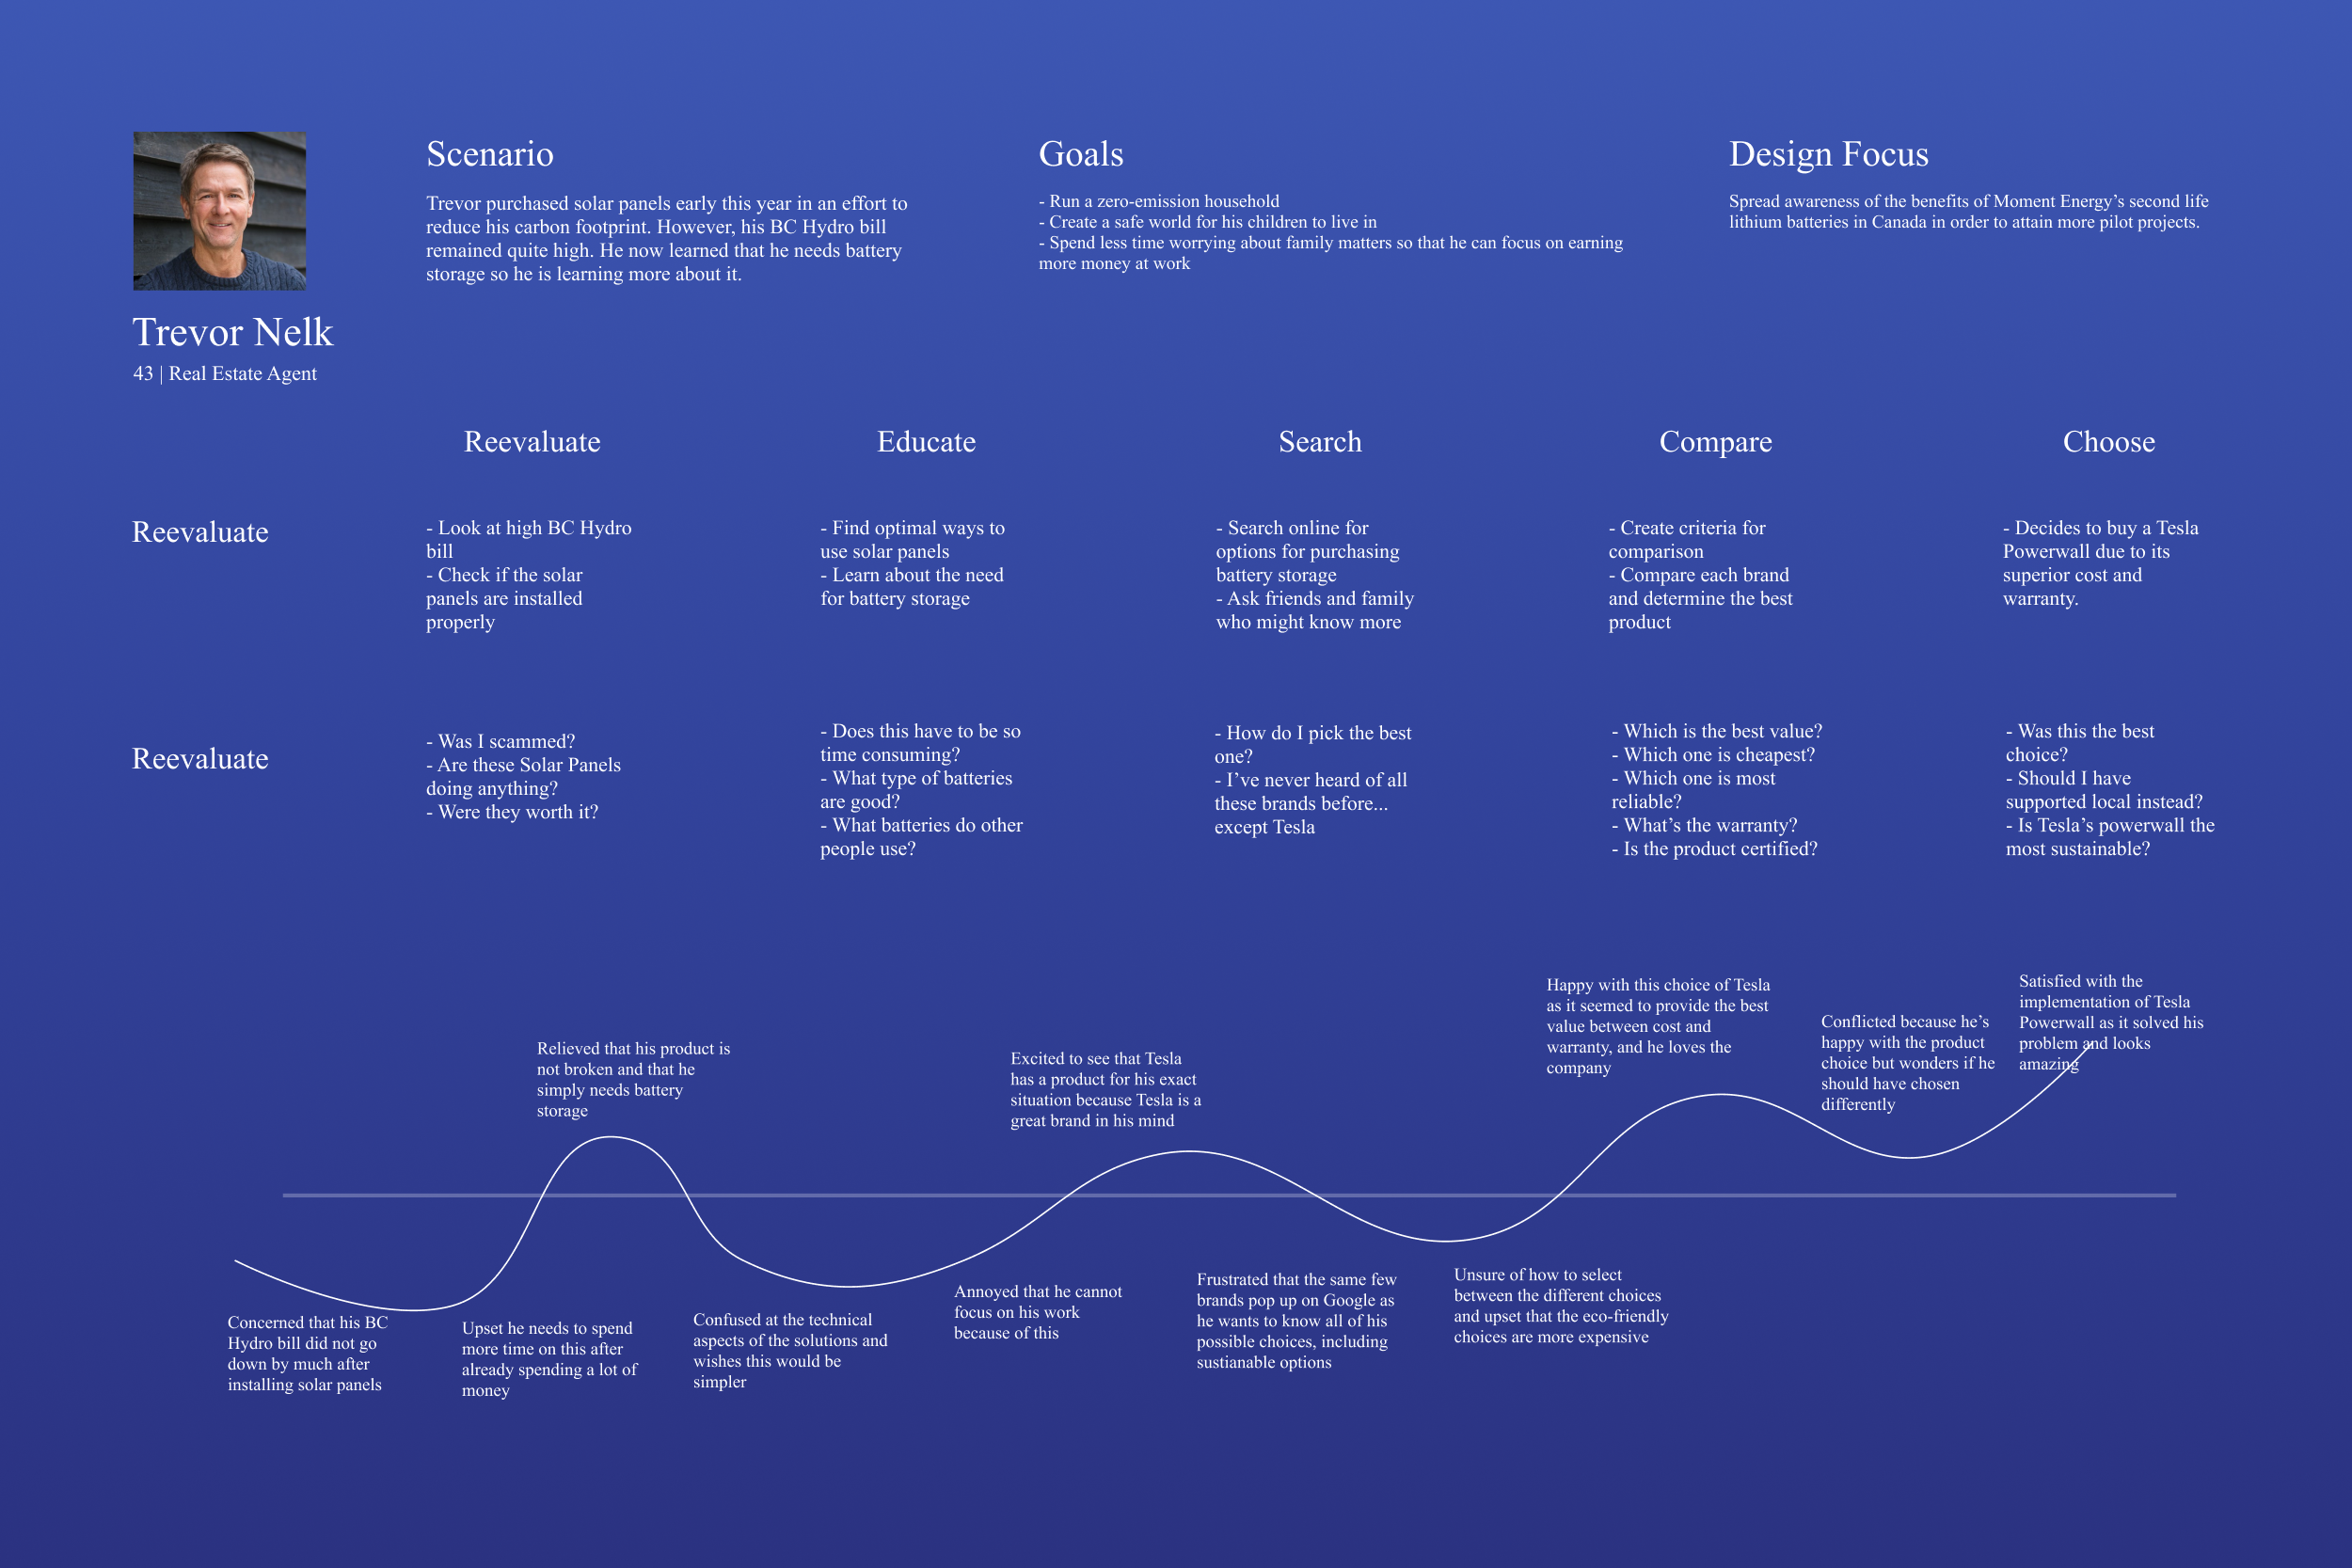 Scenario
Trevor purchased solar panels early this year in an effort to
reduce his carbon footprint. However, his BC Hydro bill
remained quite high. He now learned that he needs battery
storage so he is learning more about it.
Goals
- Run a zero-emission household
- Create a safe world for his children to live in
- Spend less time worrying about family matters so that he can focus on earning
more money at work
Design Focus
Spread awareness of the benefits of Moment Energy’s second life
lithium batteries in Canada in order to attain more pilot projects.
Trevor Nelk
43 | Real Estate Agent
Reevaluate
Educate
Search
Compare
Choose
Reevaluate
- Look at high BC Hydro
bill
- Check if the solar
panels are installed
properly
- Find optimal ways to
use solar panels
- Learn about the need
for battery storage
- Search online for
options for purchasing
battery storage
- Ask friends and family
who might know more
- Create criteria for
comparison
- Compare each brand
and determine the best
product
- Decides to buy a Tesla
Powerwall due to its
superior cost and
warranty.
Reevaluate
- Was I scammed?
- Are these Solar Panels
doing anything?
- Were they worth it?
- Does this have to be so
time consuming?
- What type of batteries
are good?
- What batteries do other
people use?
- How do I pick the best
one?
- I’ve never heard of all
these brands before...
except Tesla
- Which is the best value?
- Which one is cheapest?
- Which one is most
reliable?
- What’s the warranty?
- Is the product certified?
- Was this the best
choice?
- Should I have
supported local instead?
- Is Tesla’s powerwall the
most sustainable?
Concerned that his BC
Hydro bill did not go
down by much after
installing solar panels
Upset he needs to spend
more time on this after
already spending a lot of
money
Relieved that his product is
not broken and that he
simply needs battery
storage
Confused at the technical
aspects of the solutions and
wishes this would be
simpler
Annoyed that he cannot
focus on his work
because of this
Excited to see that Tesla
has a product for his exact
situation because Tesla is a
great brand in his mind
Frustrated that the same few
brands pop up on Google as
he wants to know all of his
possible choices, including
sustianable options
Unsure of how to select
between the different choices
and upset that the eco-friendly
choices are more expensive
Happy with this choice of Tesla
as it seemed to provide the best
value between cost and
warranty, and he loves the
company
Conflicted because he’s
happy with the product
choice but wonders if he
should have chosen
differently
Satisfied with the
implementation of Tesla
Powerwall as it solved his
problem and looks
amazing